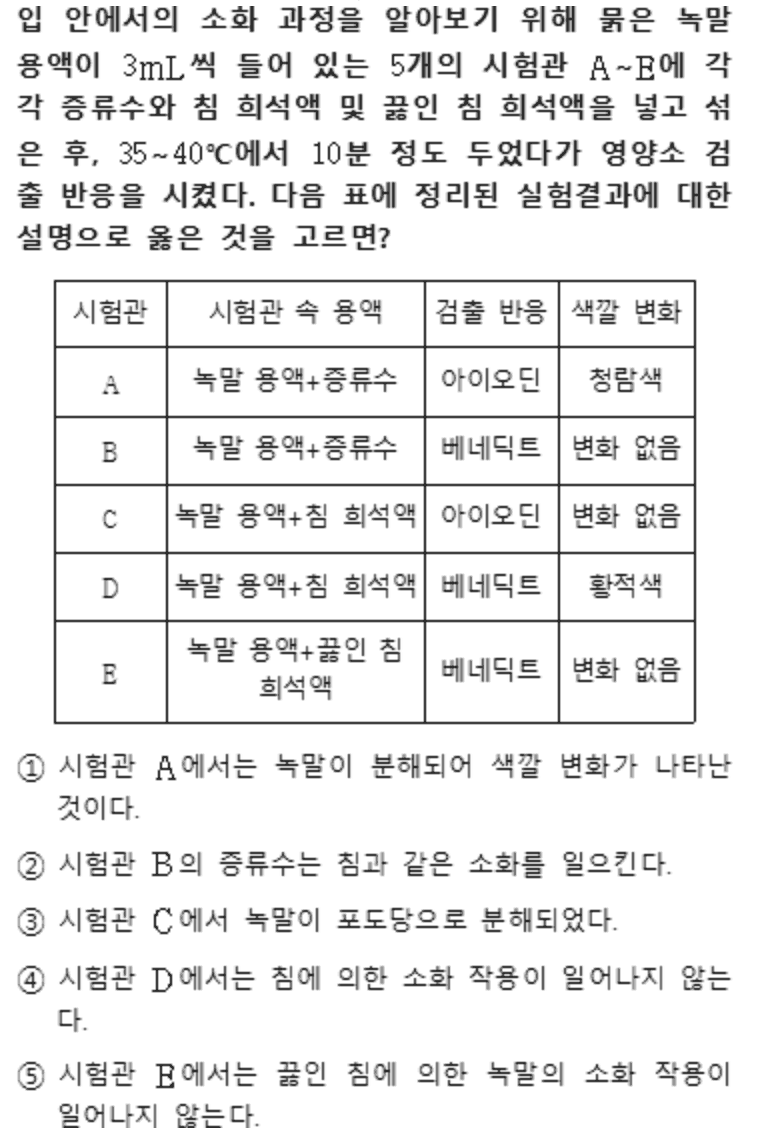 입 안에서의 소화 과정을 알아보기 위해 묽은 녹말
용액이 3mL씩 들어 있는 5개의 시험관 A~E에 각
각 증류수와 침 희석액 및 끓인 침 희석액을 넣고 섞
은 후, 35~40℃에서 10분 정도 두었다가 영양소 검
출 반응을 시켰다. 다음 표에 정리된 실험결과에 대한
설명으로 옳은 것을 고르면?
시험관 시험관 속 용액 검출 반응 색깔 변화
A 녹말 용액+증류수 아이오딘 청람색
B 녹말 용액+증류수 베네딕트 변화 없음
C 녹말 용액+침 희석액 아이오딘 변화 없음
D 녹말 용액+침 희석액 베네딕트 황적색
E 녹말 용액+끓인 침
희석액 베네딕트 변화 없음
① 시험관 A에서는 녹말이 분해되어 색깔 변화가 나타난
것이다.
② 시험관 B의 증류수는 침과 같은 소화를 일으킨다.
③ 시험관 C에서 녹말이 포도당으로 분해되었다.
④ 시험관 D에서는 침에 의한 소화 작용이 일어나지 않는
다.
⑤ 시험관 E에서는 끓인 침에 의한 녹말의 소화 작용이
일어나지 않는다.